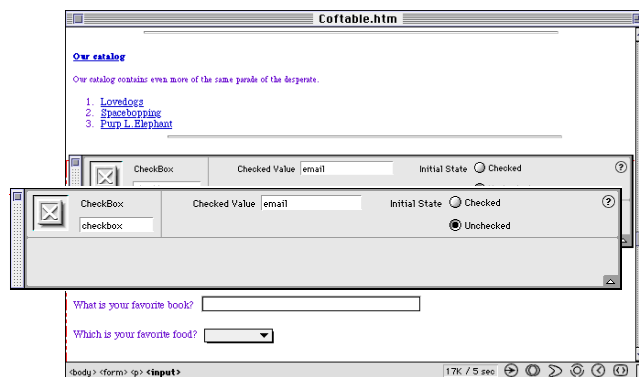 Coftable.htm
Our catalog
Our catalog contains even more of the same parade of the desperate.
1. Lovedogs
2. Spacebopping
3. Purp L.Elephant
CheckBox Checked Value email Initial State Checked ?
CheckBox Checked Value email Initial State Checked ?
checkbox Unchecked
What is your favorite book?
Which is your favorite food?
<body> <form> <p> <input> 17K / 5 sec